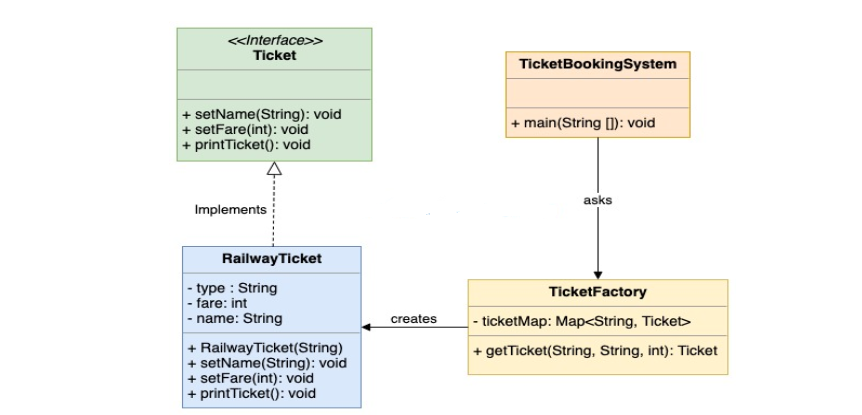 <<Interface>>
Ticket
+ setName(String): void
+ setFare(int): void
+ printTicket(): void
TicketBookingSystem
+ main(String []): void
asks
Implements
RailwayTicket
- type : String
- fare: int
- name: String
+ RailwayTicket(String)
+ setName(String): void
+ setFare(int): void
+ printTicket(): void
creates
TicketFactory
- ticketMap: Map<String, Ticket>
+ getTicket(String, String, int): Ticket